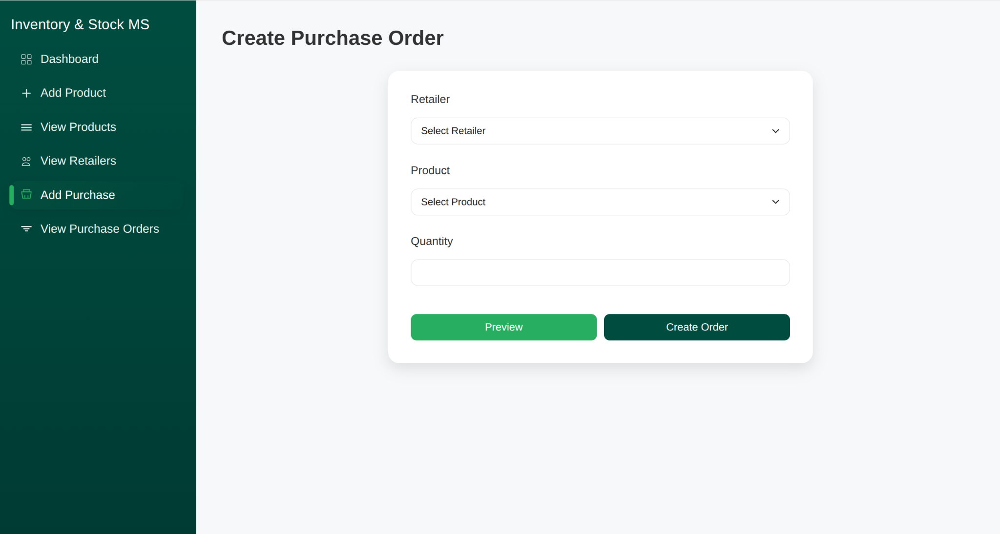 Inventory & Stock MS
Dashboard
Add Product
View Products
View Retailers
Add Purchase
View Purchase Orders
Create Purchase Order
Retailer
Select Retailer
Product
Select Product
Quantity
Preview
Create Order